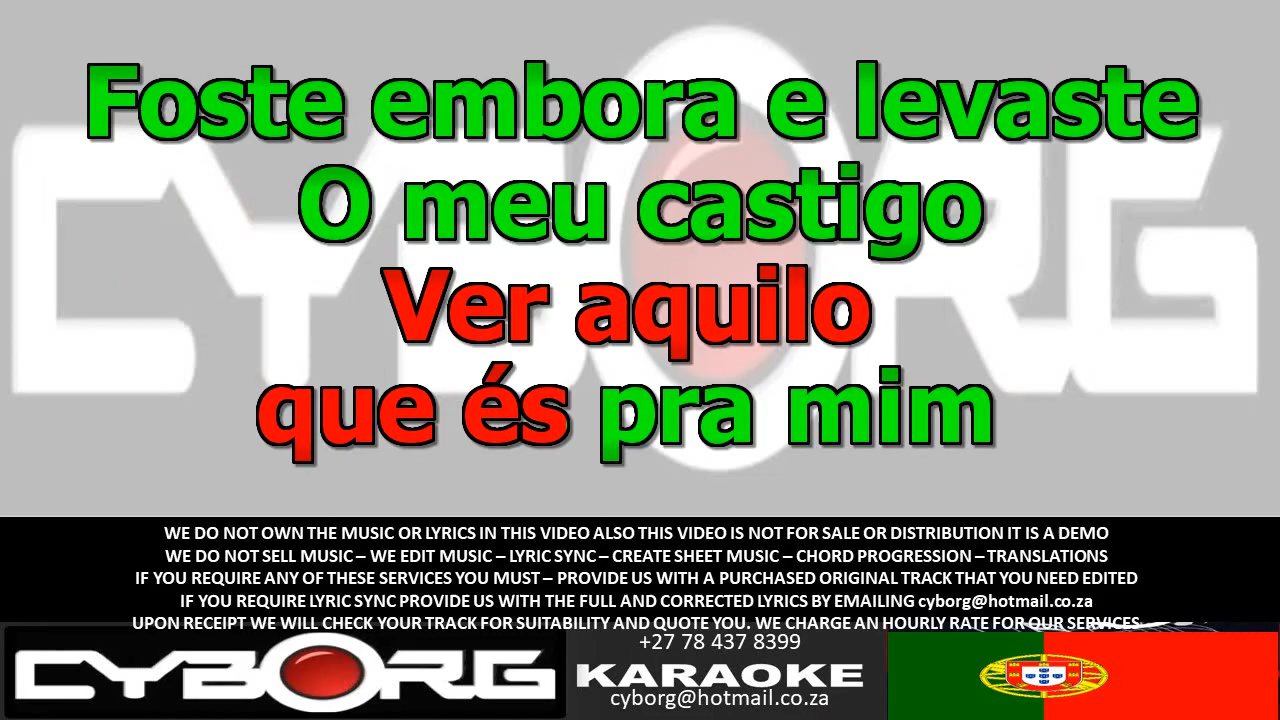 Foste embora e levaste
O meu castigo
Ver aquilo
que és pra mim
CYBORG
WE DO NOT OWN THE MUSIC OR LYRICS IN THIS VIDEO ALSO THIS VIDEO IS NOT FOR SALE OR DISTRIBUTION IT IS A DEMO
WE DO NOT SELL MUSIC – WE EDIT MUSIC – LYRIC SYNC – CREATE SHEET MUSIC – CHORD PROGRESSION – TRANSLATIONS
IF YOU REQUIRE ANY OF THESE SERVICES YOU MUST – PROVIDE US WITH A PURCHASED ORIGINAL TRACK THAT YOU NEED EDITED
IF YOU REQUIRE LYRIC SYNC PROVIDE US WITH THE FULL AND CORRECTED LYRICS BY EMAILING cyborg@hotmail.co.za
UPON RECEIPT WE WILL CHECK YOUR TRACK FOR SUITABILITY AND QUOTE YOU. WE CHARGE AN HOURLY RATE FOR OUR SERVICES
CYBORG
+27 78 437 8399
KARAOKE
cyborg@hotmail.co.za